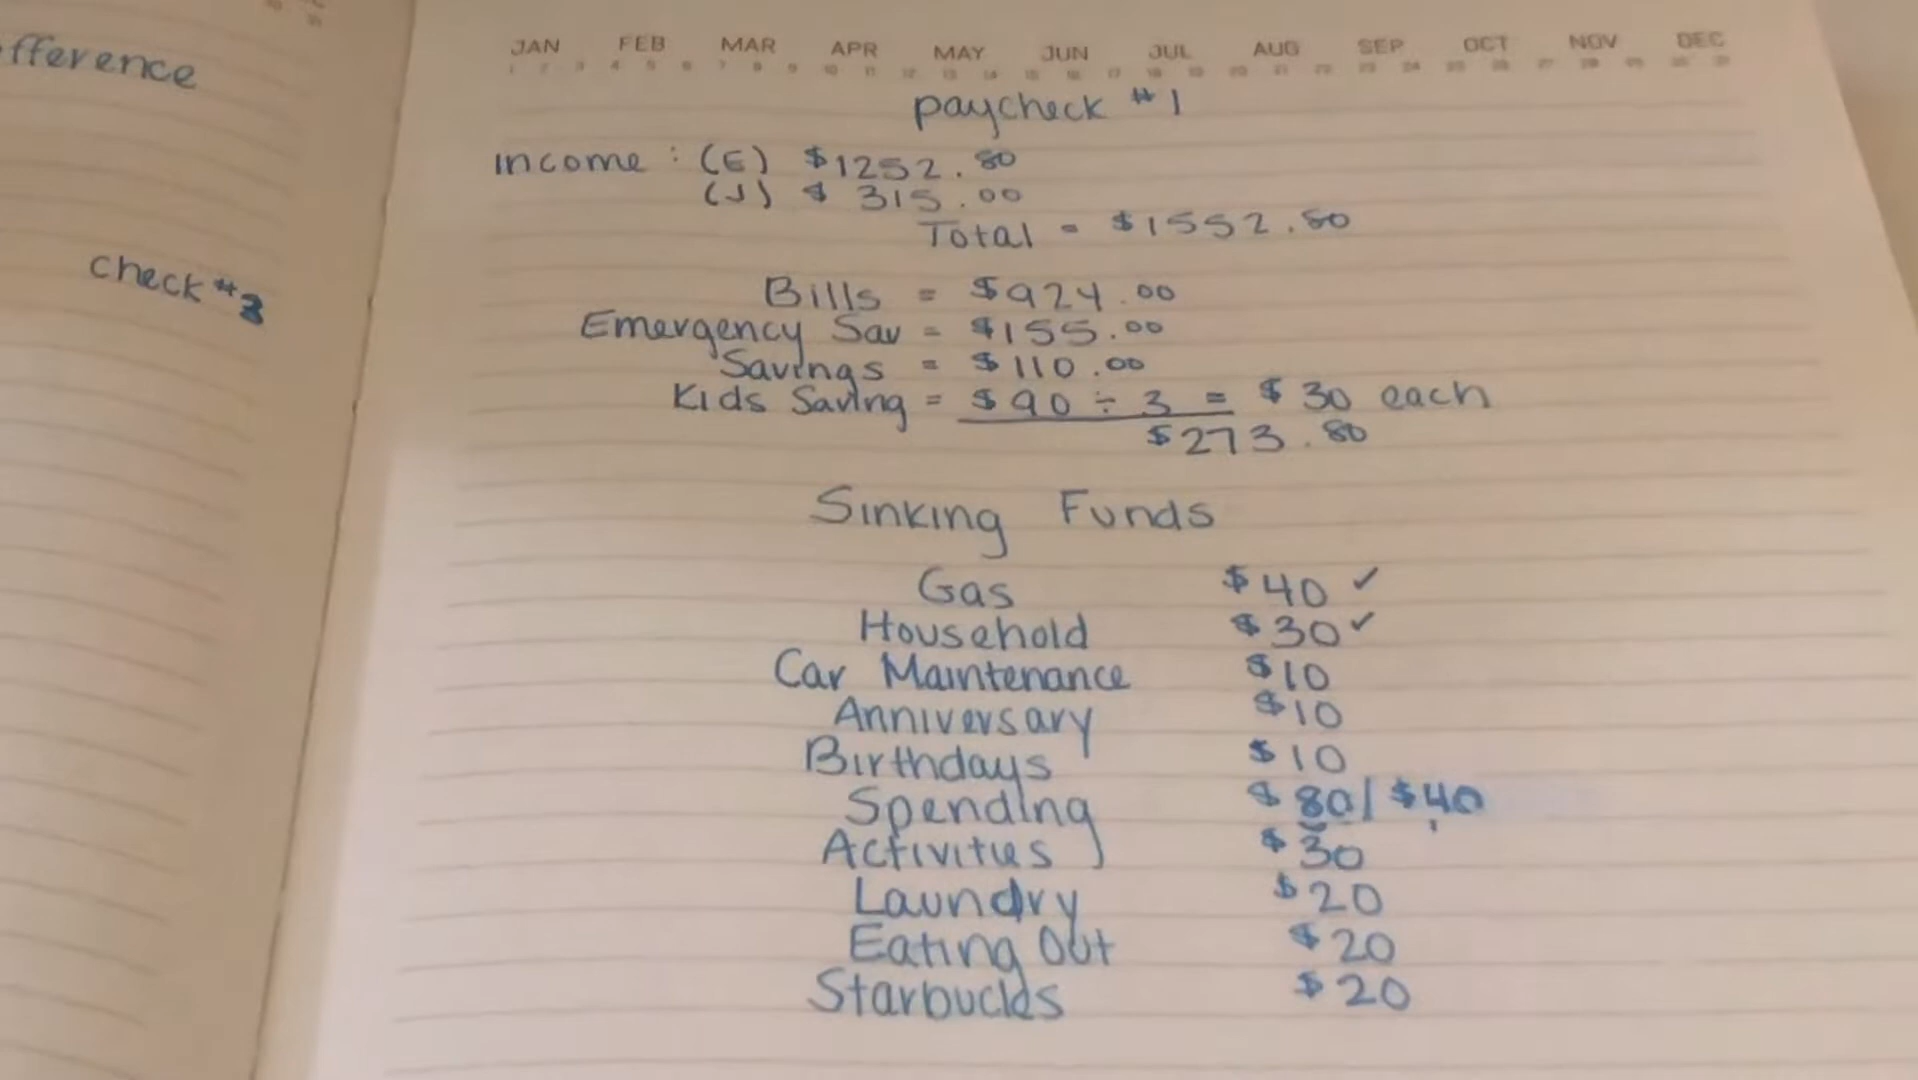 fference
check #3
JAN FEB MAR APR MAY JUN JUL AUG SEP OCT NOV DEC
paycheck #1
income : (E) $1252.80
(J) $ 315.00
Total = $1552.80
Bills = $924.00
Emergency Sav = $155.00
Savings = $110.00
Kids Saving = $90 ÷ 3 = $30 each
$273.80
Sinking Funds
Gas $40 ✓
Household $30 ✓
Car Maintenance $10
Anniversary $10
Birthdays $10
Spending $80/$40
Activities $30
Laundry $20
Eating Out $20
Starbucks $20